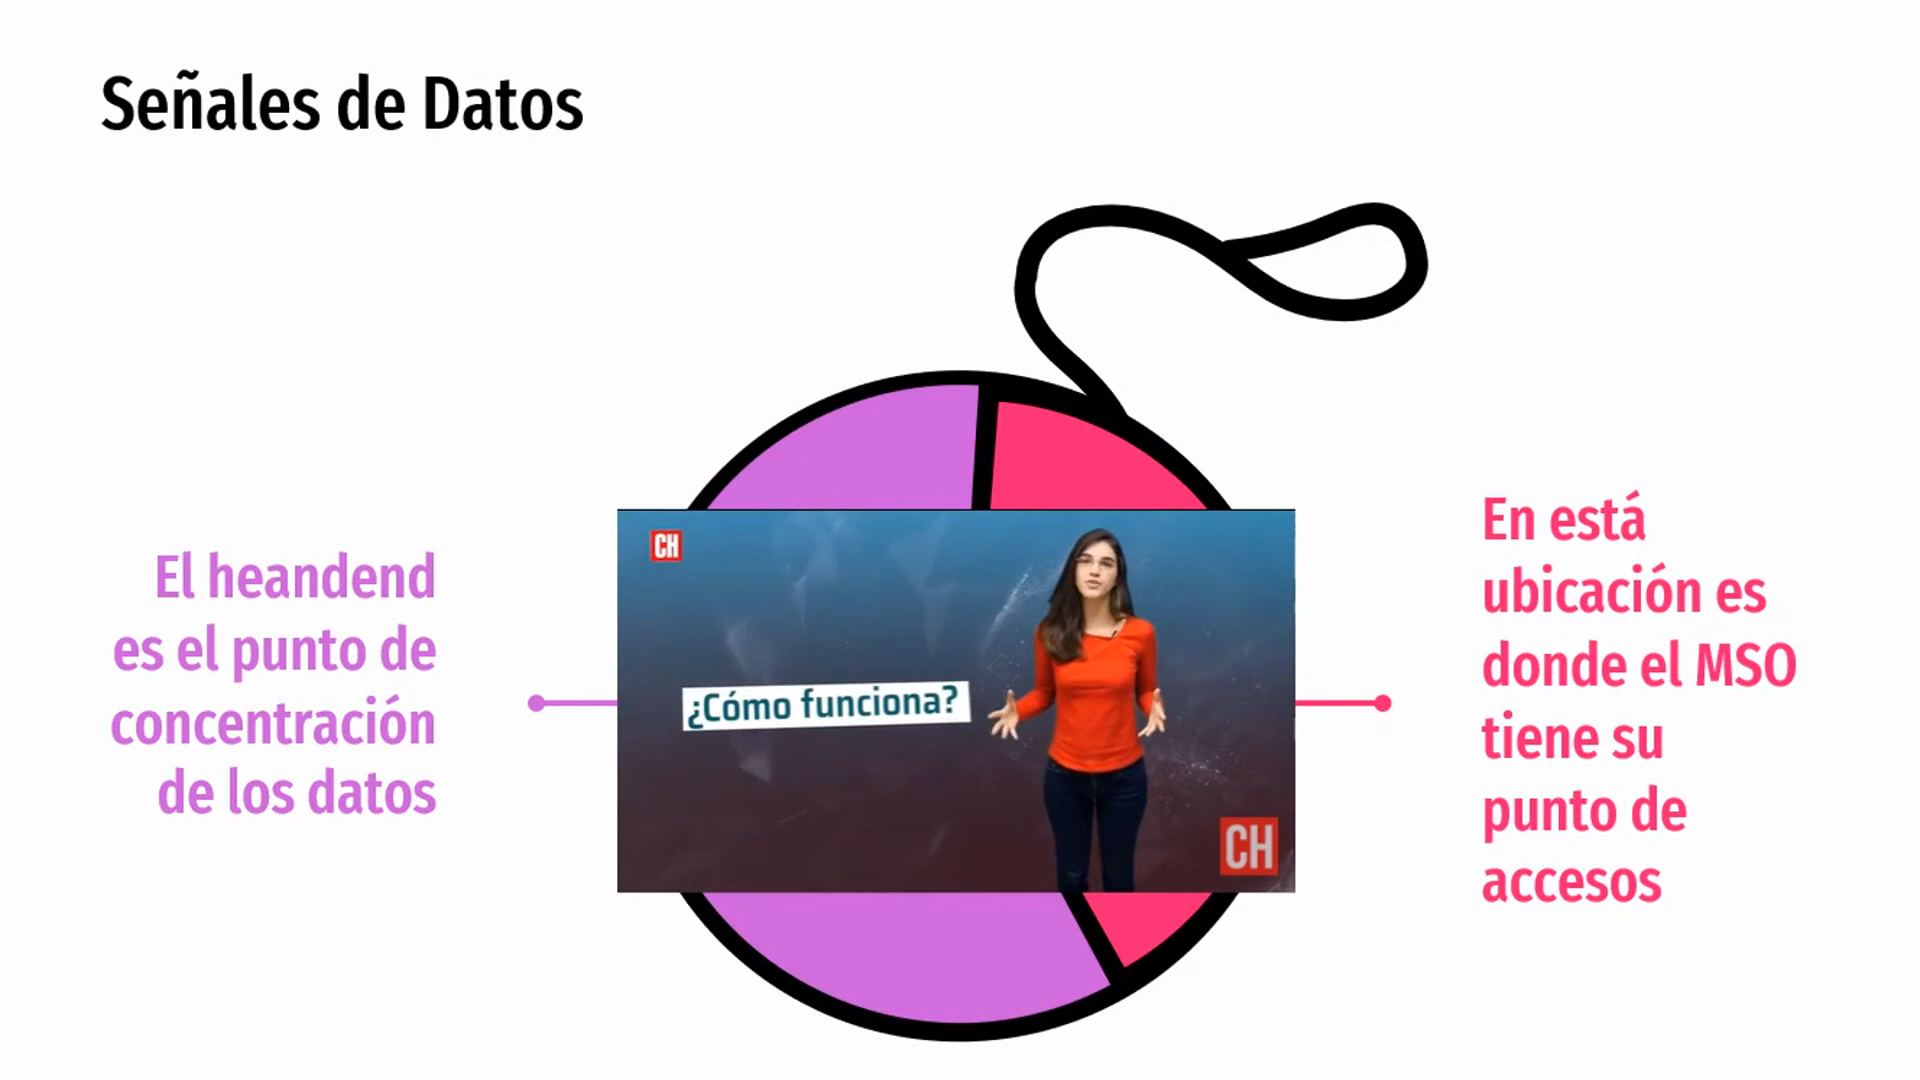 Señales de Datos
El heandend
es el punto de
concentración
de los datos
CH
¿Cómo funciona?
CH
En está
ubicación es
donde el MSO
tiene su
punto de
accesos